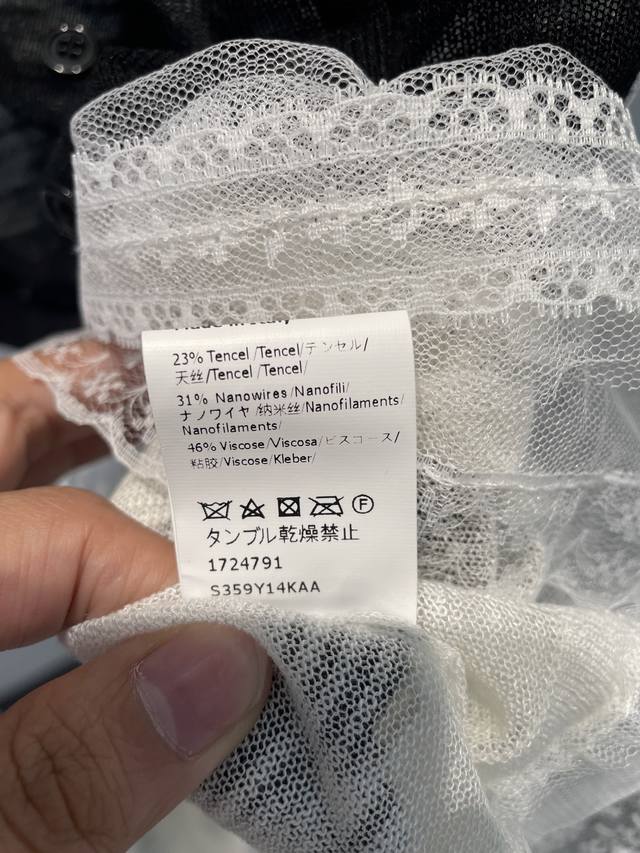 23% Tencel /Tencel/テンセル/
天丝/Tencel /Tencel/
31% Nanowires /Nanofili/
ナノワイヤ/纳米丝/Nanofilaments/
Nanofilaments/
46% Viscose/Viscosa/ビスコース/
粘胶/Viscose/Kleber/
F
タンブル乾燥禁止
1724791
S359Y14KAA